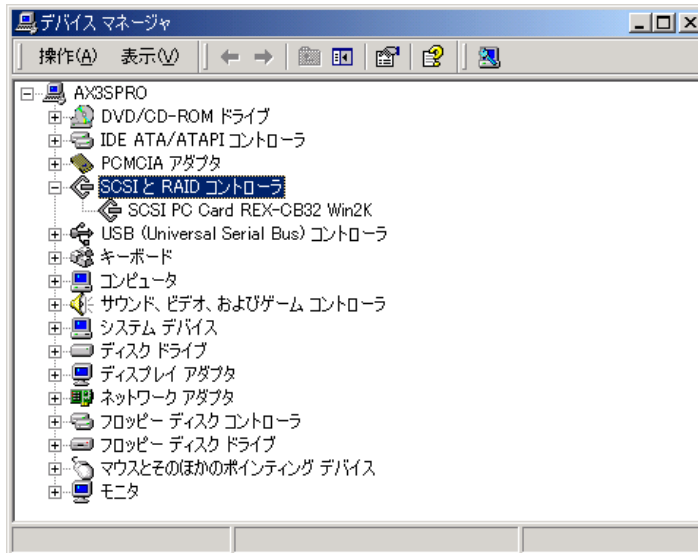 デバイス マネージャ
操作(A) 表示(V)
AX3SPRO
DVD/CD-ROM ドライブ
IDE ATA/ATAPI コントローラ
PCMCIA アダプタ
SCSI と RAID コントローラ
SCSI PC Card REX-CB32 Win2K
USB (Universal Serial Bus) コントローラ
キーボード
コンピュータ
サウンド、ビデオ、およびゲーム コントローラ
システム デバイス
ディスク ドライブ
ディスプレイ アダプタ
ネットワーク アダプタ
フロッピー ディスク コントローラ
フロッピー ディスク ドライブ
マウスとそのほかのポインティング デバイス
モニタ